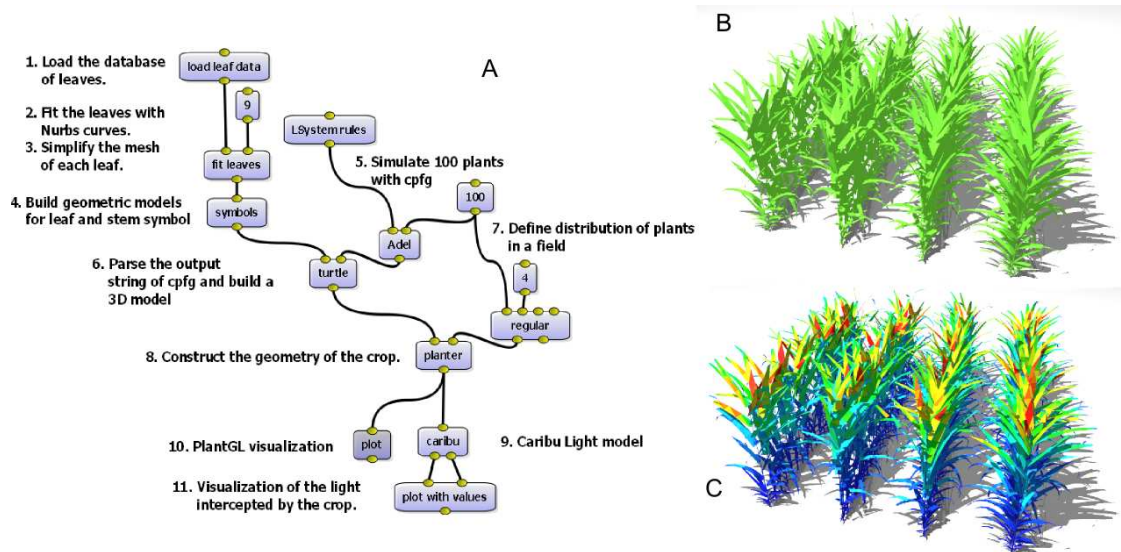 A
B
load leaf data
1. Load the database
of leaves.
9
2. Fit the leaves with
Nurbs curves.
3. Simplify the mesh
of each leaf.
LSystem rules
fit leaves
5. Simulate 100 plants
with cpfg
100
4. Build geometric models
for leaf and stem symbol
symbols
7. Define distribution of plants
in a field
Adel
6. Parse the output
string of cpfg and build a
3D model
turtle
4
regular
8. Construct the geometry of the crop.
planter
10. PlantGL visualization
plot
caribu
9. Caribu Light model
11. Visualization of the light
intercepted by the crop.
plot with values
C